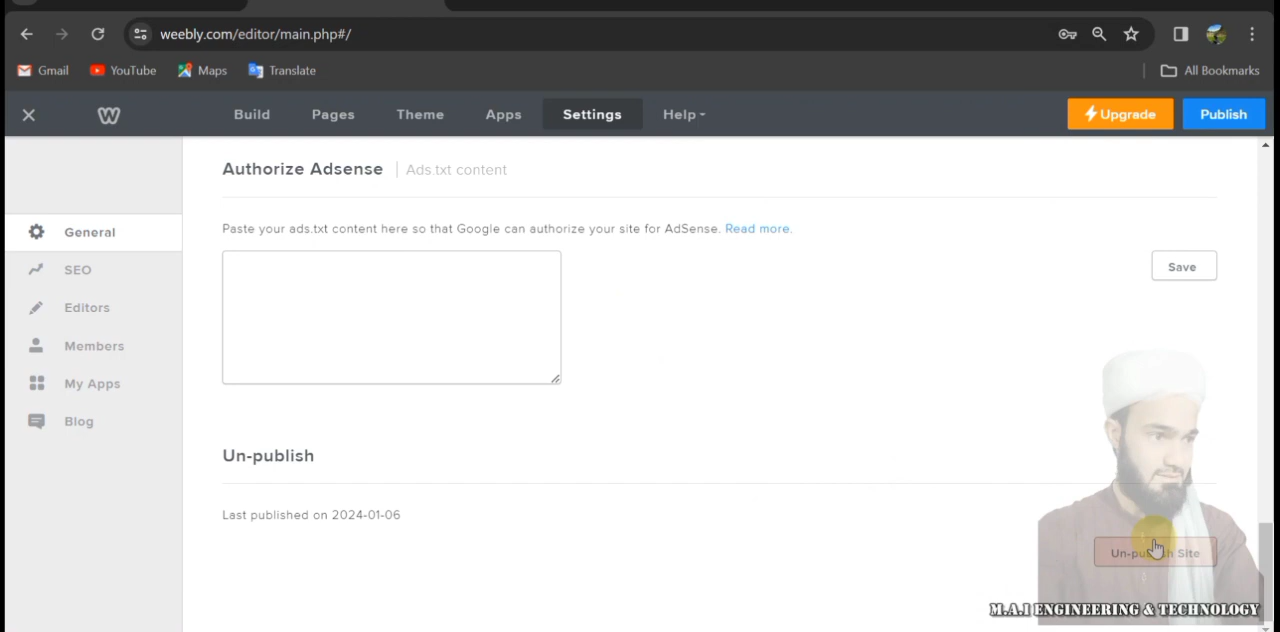 weebly.com/editor/main.php#/
Gmail YouTube Maps Translate All Bookmarks
Build Pages Theme Apps Settings Help Upgrade Publish
Authorize Adsense Ads.txt content
Paste your ads.txt content here so that Google can authorize your site for AdSense. Read more.
Save
General
SEO
Editors
Members
My Apps
Blog
Un-publish
Last published on 2024-01-06
Un-publish Site
M.A.I ENGINEERING & TECHNOLOGY